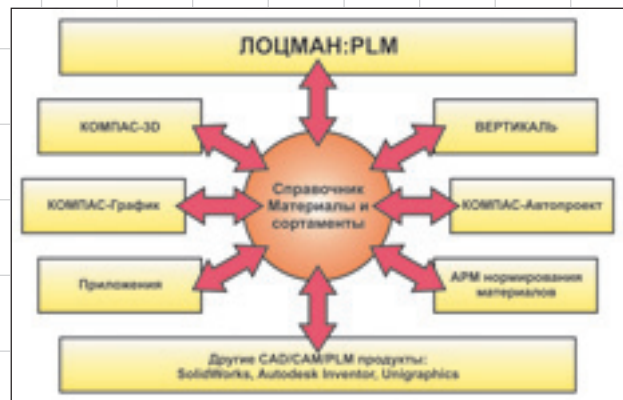 ЛОЦМАН:PLM
КОМПАС-3D
ВЕРТИКАЛЬ
Справочник
Материалы и
сортаменты
КОМПАС-График
КОМПАС-Автопроект
Приложения
АРМ нормирования
материалов
Другие CAD/CAM/PLM продукты:
SolidWorks, Autodesk Inventor, Unigraphics